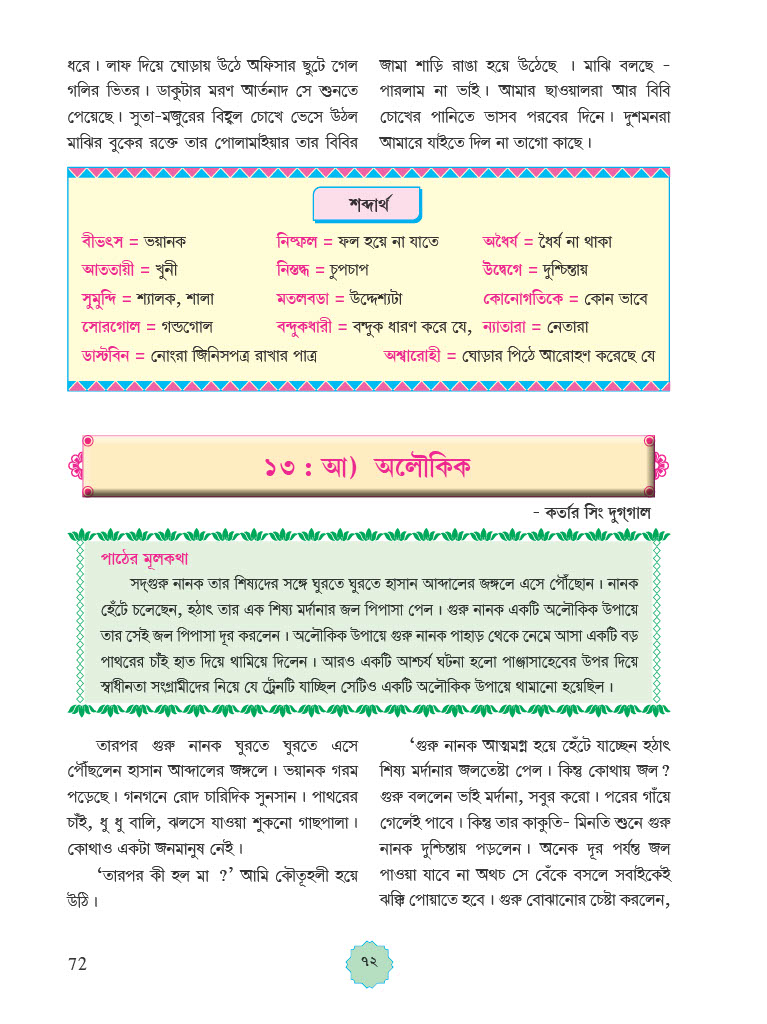 ধরে। লাফ দিয়ে ঘোড়ায় উঠে অফিসার ছুটে গেল
গলির ভিতর। ডাকুটার মরণ আর্তনাদ সে শুনতে
পেয়েছে। সুতা-মজুরের বিহ্বল চোখে ভেসে উঠল
মাঝির বুকের রক্তে তার পোলামাইয়ার তার বিবির
জামা শাড়ি রাঙা হয়ে উঠেছে । মাঝি বলছে -
পারলাম না ভাই। আমার ছাওয়ালরা আর বিবি
চোখের পানিতে ভাসব পরবের দিনে। দুশমনরা
আমারে যাইতে দিল না তাগো কাছে।
শব্দার্থ
বীভৎস = ভয়ানক নিষ্ফল = ফল হয়ে না যাতে অধৈর্য = ধৈর্য না থাকা
আততায়ী = খুনী নিস্তব্ধ = চুপচাপ উদ্বেগে = দুশ্চিন্তায়
সুমুন্দি = শ্যালক, শালা মতলবডা = উদ্দেশ্যটা কোনোগতিকে = কোন ভাবে
সোরগোল = গন্ডগোল বন্দুকধারী = বন্দুক ধারণ করে যে, ন্যাতারা = নেতারা
ডাস্টবিন = নোংরা জিনিসপত্র রাখার পাত্র অশ্বারোহী = ঘোড়ার পিঠে আরোহণ করেছে যে
১৩ : আ) অলৌকিক
- কর্তার সিং দুগ্‌গাল
পাঠের মূলকথা
সদ্‌গুরু নানক তার শিষ্যদের সঙ্গে ঘুরতে ঘুরতে হাসান আব্দালের জঙ্গলে এসে পৌঁছোন। নানক
হেঁটে চলেছেন, হঠাৎ তার এক শিষ্য মর্দানার জল পিপাসা পেল। গুরু নানক একটি অলৌকিক উপায়ে
তার সেই জল পিপাসা দূর করলেন। অলৌকিক উপায়ে গুরু নানক পাহাড় থেকে নেমে আসা একটি বড়
পাথরের চাঁই হাত দিয়ে থামিয়ে দিলেন। আরও একটি আশ্চর্য ঘটনা হলো পাঞ্জাসাহেবের উপর দিয়ে
স্বাধীনতা সংগ্রামীদের নিয়ে যে ট্রেনটি যাচ্ছিল সেটিও একটি অলৌকিক উপায়ে থামানো হয়েছিল।
তারপর গুরু নানক ঘুরতে ঘুরতে এসে
পৌঁছলেন হাসান আব্দালের জঙ্গলে। ভয়ানক গরম
পড়েছে। গনগনে রোদ চারিদিক সুনসান। পাথরের
চাঁই, ধু ধু বালি, ঝলসে যাওয়া শুকনো গাছপালা।
কোথাও একটা জনমানুষ নেই।
‘তারপর কী হল মা ?’ আমি কৌতূহলী হয়ে
উঠি।
‘গুরু নানক আত্মমগ্ন হয়ে হেঁটে যাচ্ছেন হঠাৎ
শিষ্য মর্দানার জলতেষ্টা পেল। কিন্তু কোথায় জল?
গুরু বললেন ভাই মর্দানা, সবুর করো। পরের গাঁয়ে
গেলেই পাবে। কিন্তু তার কাকুতি- মিনতি শুনে গুরু
নানক দুশ্চিন্তায় পড়লেন। অনেক দূর পর্যন্ত জল
পাওয়া যাবে না অথচ সে বেঁকে বসলে সবাইকেই
ঝক্কি পোয়াতে হবে। গুরু বোঝানোর চেষ্টা করলেন,
72
৭২